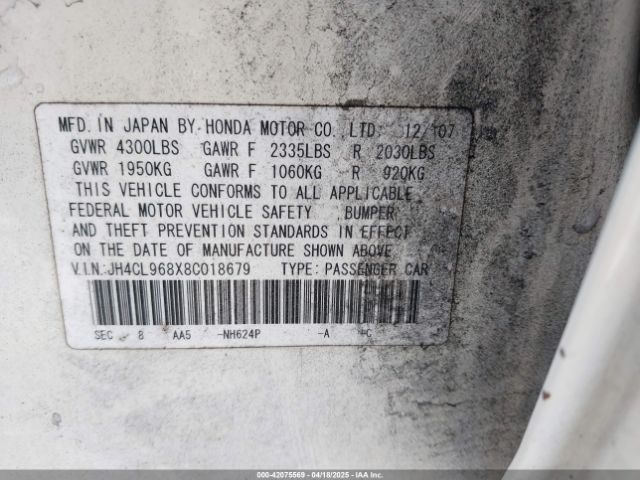 MFD. IN JAPAN BY HONDA MOTOR CO., LTD. 12/'07
GVWR 4300LBS GAWR F 2335LBS R 2030LBS
GVWR 1950KG GAWR F 1060KG R 920KG
THIS VEHICLE CONFORMS TO ALL APPLICABLE
FEDERAL MOTOR VEHICLE SAFETY, BUMPER
AND THEFT PREVENTION STANDARDS IN EFFECT
ON THE DATE OF MANUFACTURE SHOWN ABOVE.
V.I.N.:JH4CL968X8C018679 TYPE: PASSENGER CAR
SEC 8 AA5 -NH624P -A -C
000-42075569 04/18/2025 IAAI.COM